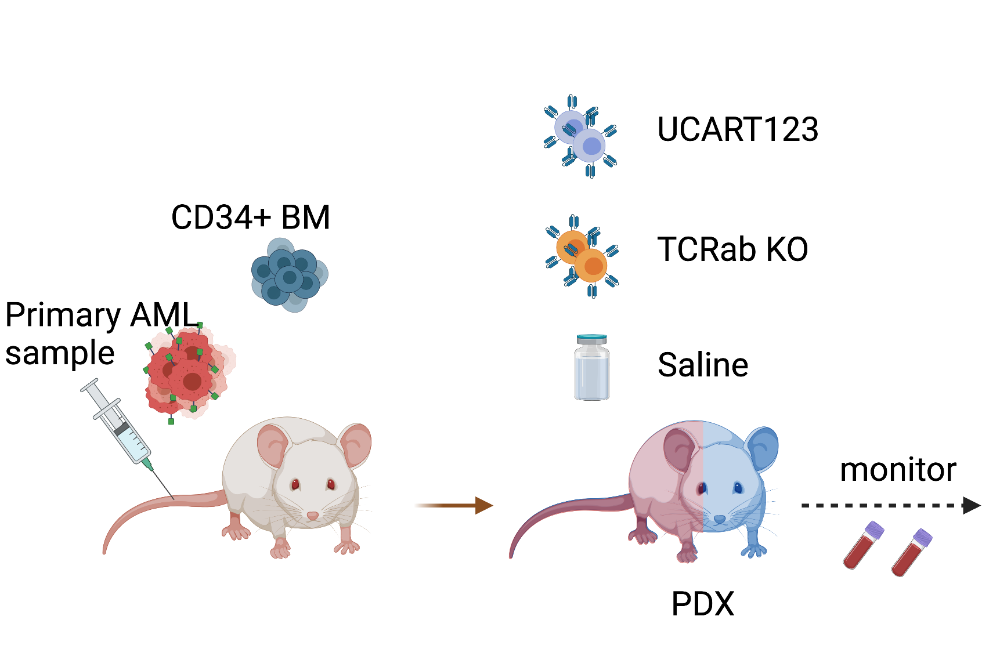 CD34+ BM
Primary AML
sample
UCART123
TCRab KO
Saline
monitor
PDX